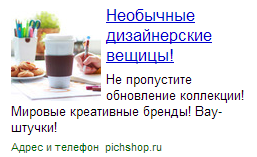 Необычные
дизайнерские
вещицы!
Не пропустите
обновление коллекции!
Мировые креативные бренды! Вау-
штучки!
Адрес и телефон pichshop.ru